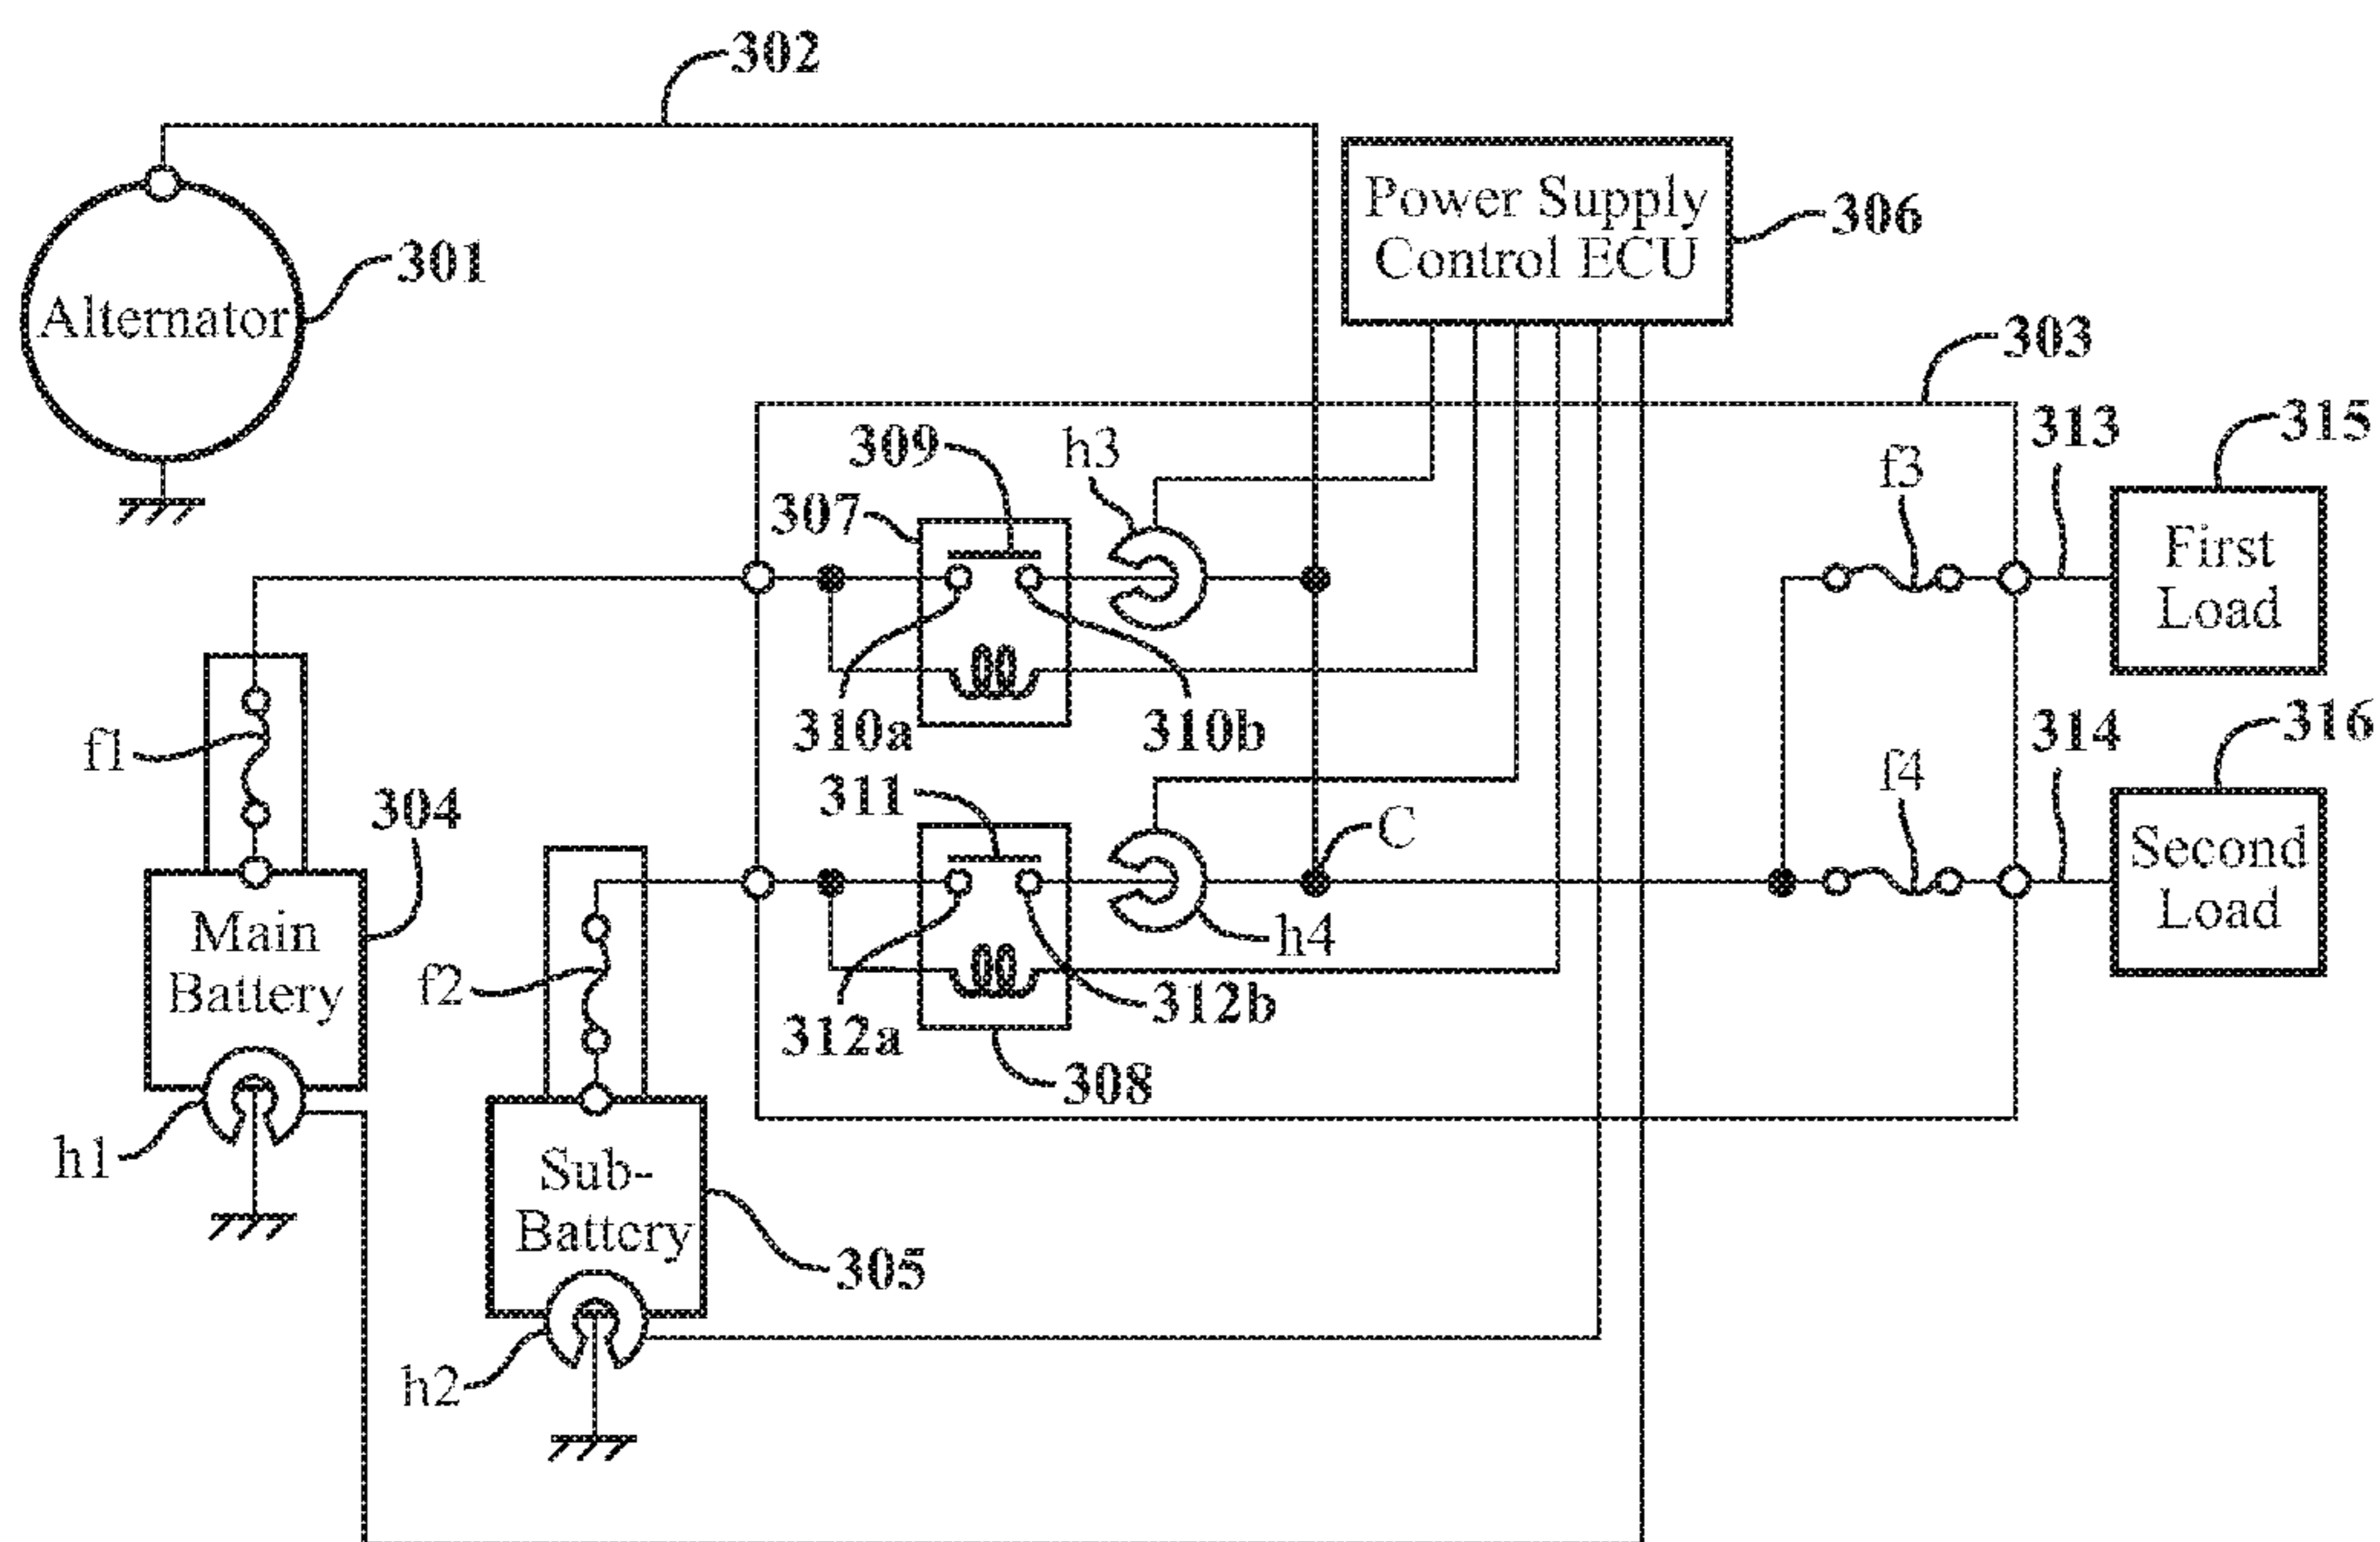 302
Power Supply
Control ECU
306
301
Alternator
303
309
h3
313
315
f3
307
First
Load
310a
310b
316
f1
314
311
f4
304
C
Second
Load
Main
Battery
f2
h4
312a
312b
308
h1
Sub-
Battery
305
h2